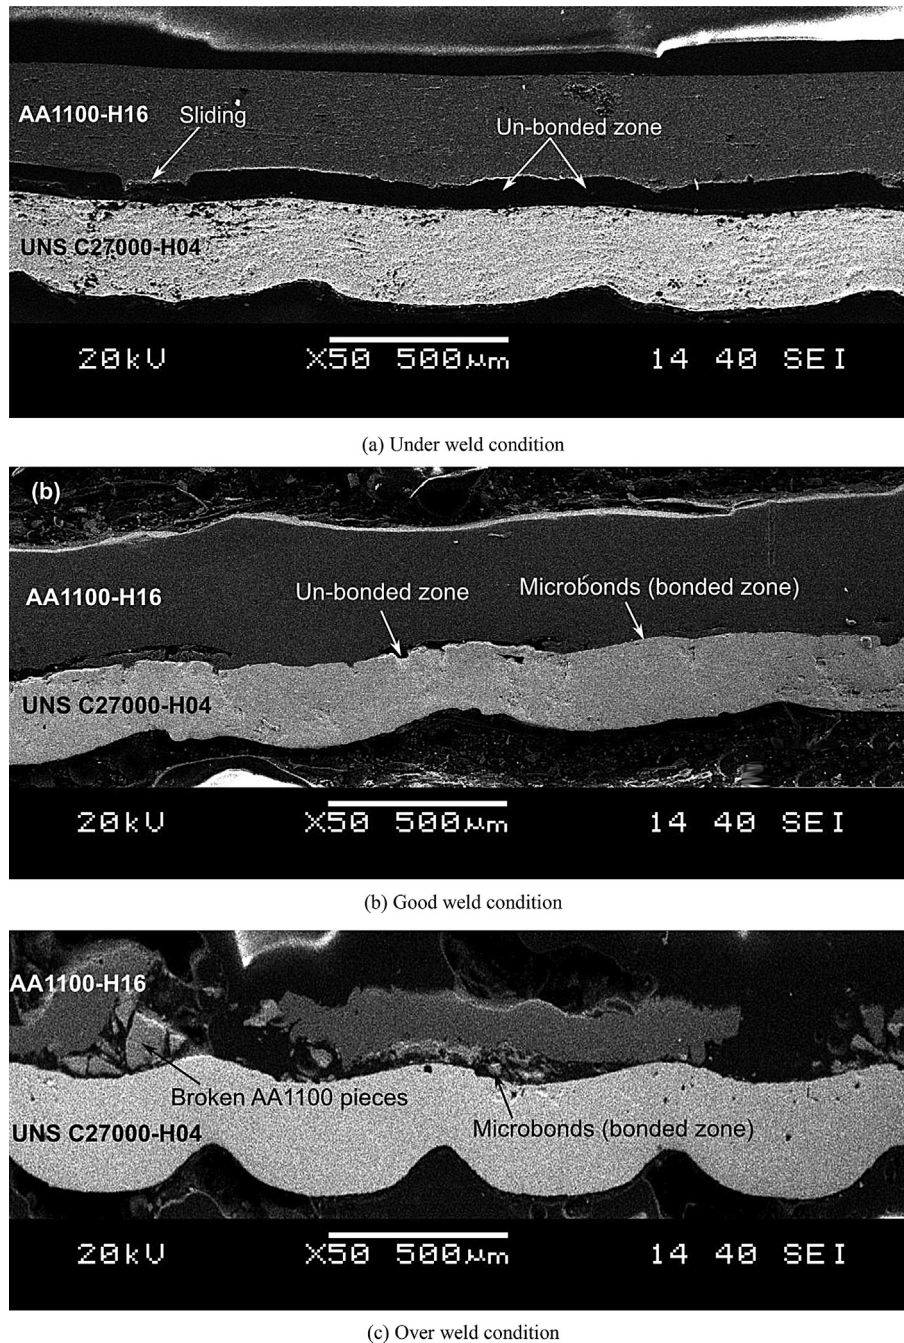 AA1100-H16
Sliding
Un-bonded zone
UNS C27000-H04
20kV X50 500μm 14 40 SEI
(a) Under weld condition
(b)
AA1100-H16
Un-bonded zone
Microbonds (bonded zone)
UNS C27000-H04
20kV X50 500μm 14 40 SEI
(b) Good weld condition
AA1100-H16
Broken AA1100 pieces
UNS C27000-H04
Microbonds (bonded zone)
20kV X50 500μm 14 40 SEI
(c) Over weld condition